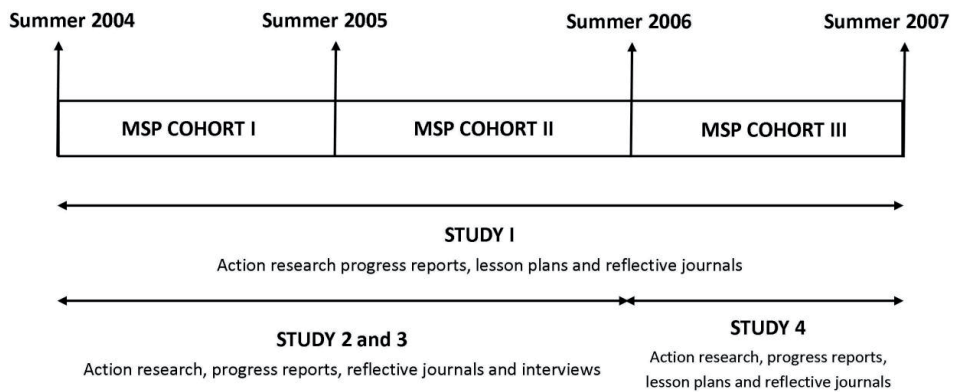 Summer 2004 Summer 2005 Summer 2006 Summer 2007
MSP COHORT I MSP COHORT II MSP COHORT III
STUDY I
Action research progress reports, lesson plans and reflective journals
STUDY 2 and 3
Action research, progress reports, reflective journals and interviews
STUDY 4
Action research, progress reports,
lesson plans and reflective journals